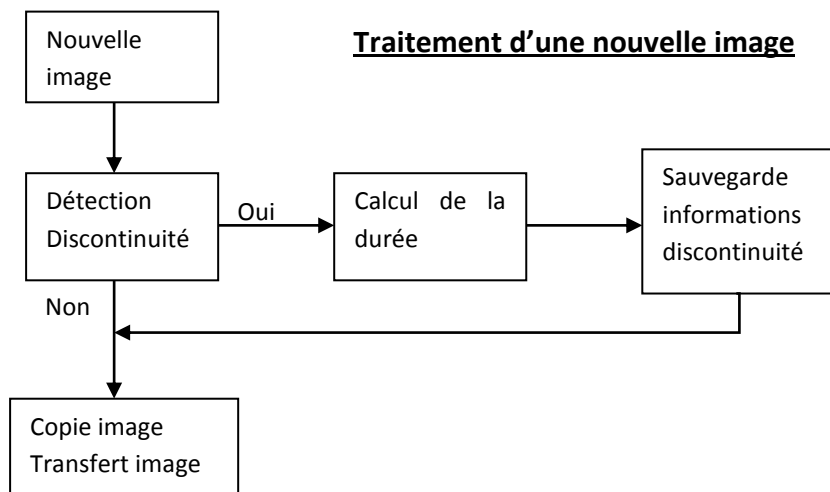 Traitement d’une nouvelle image
Nouvelle
image
Détection
Discontinuité
Oui
Calcul de la
durée
Sauvegarde
informations
discontinuité
Non
Copie image
Transfert image